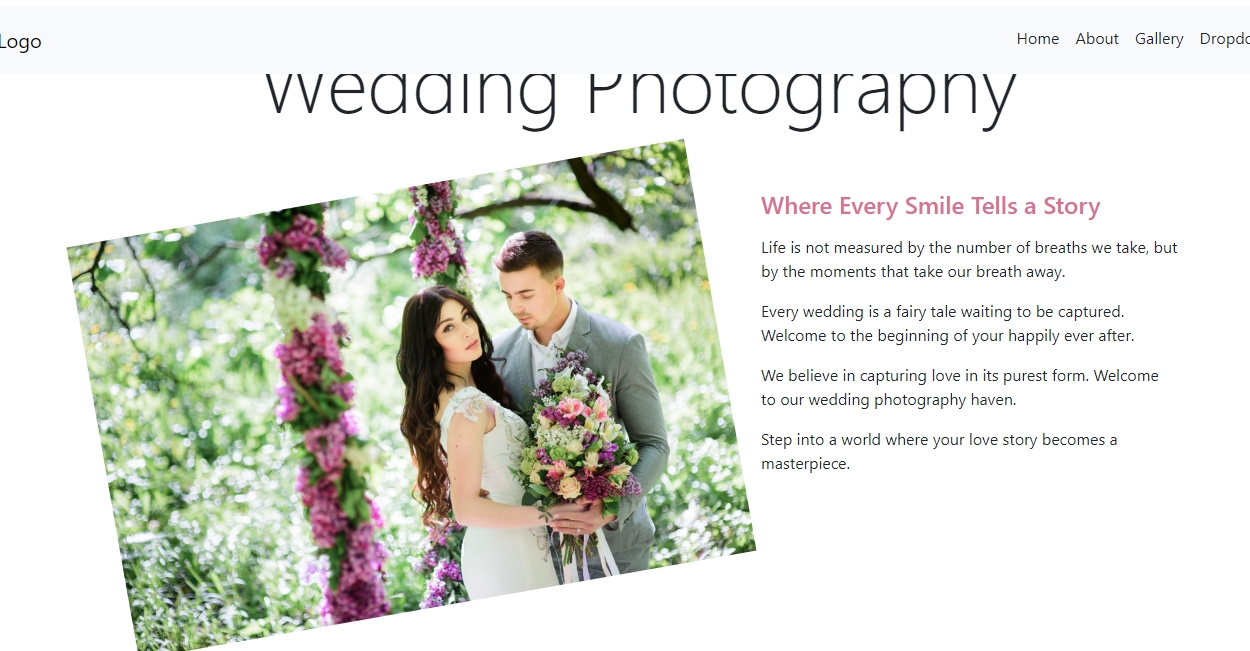 Logo
Home About Gallery
Wedding Photography
Where Every Smile Tells a Story
Life is not measured by the number of breaths we take, but
by the moments that take our breath away.
Every wedding is a fairy tale waiting to be captured.
Welcome to the beginning of your happily ever after.
We believe in capturing love in its purest form. Welcome
to our wedding photography haven.
Step into a world where your love story becomes a
masterpiece.